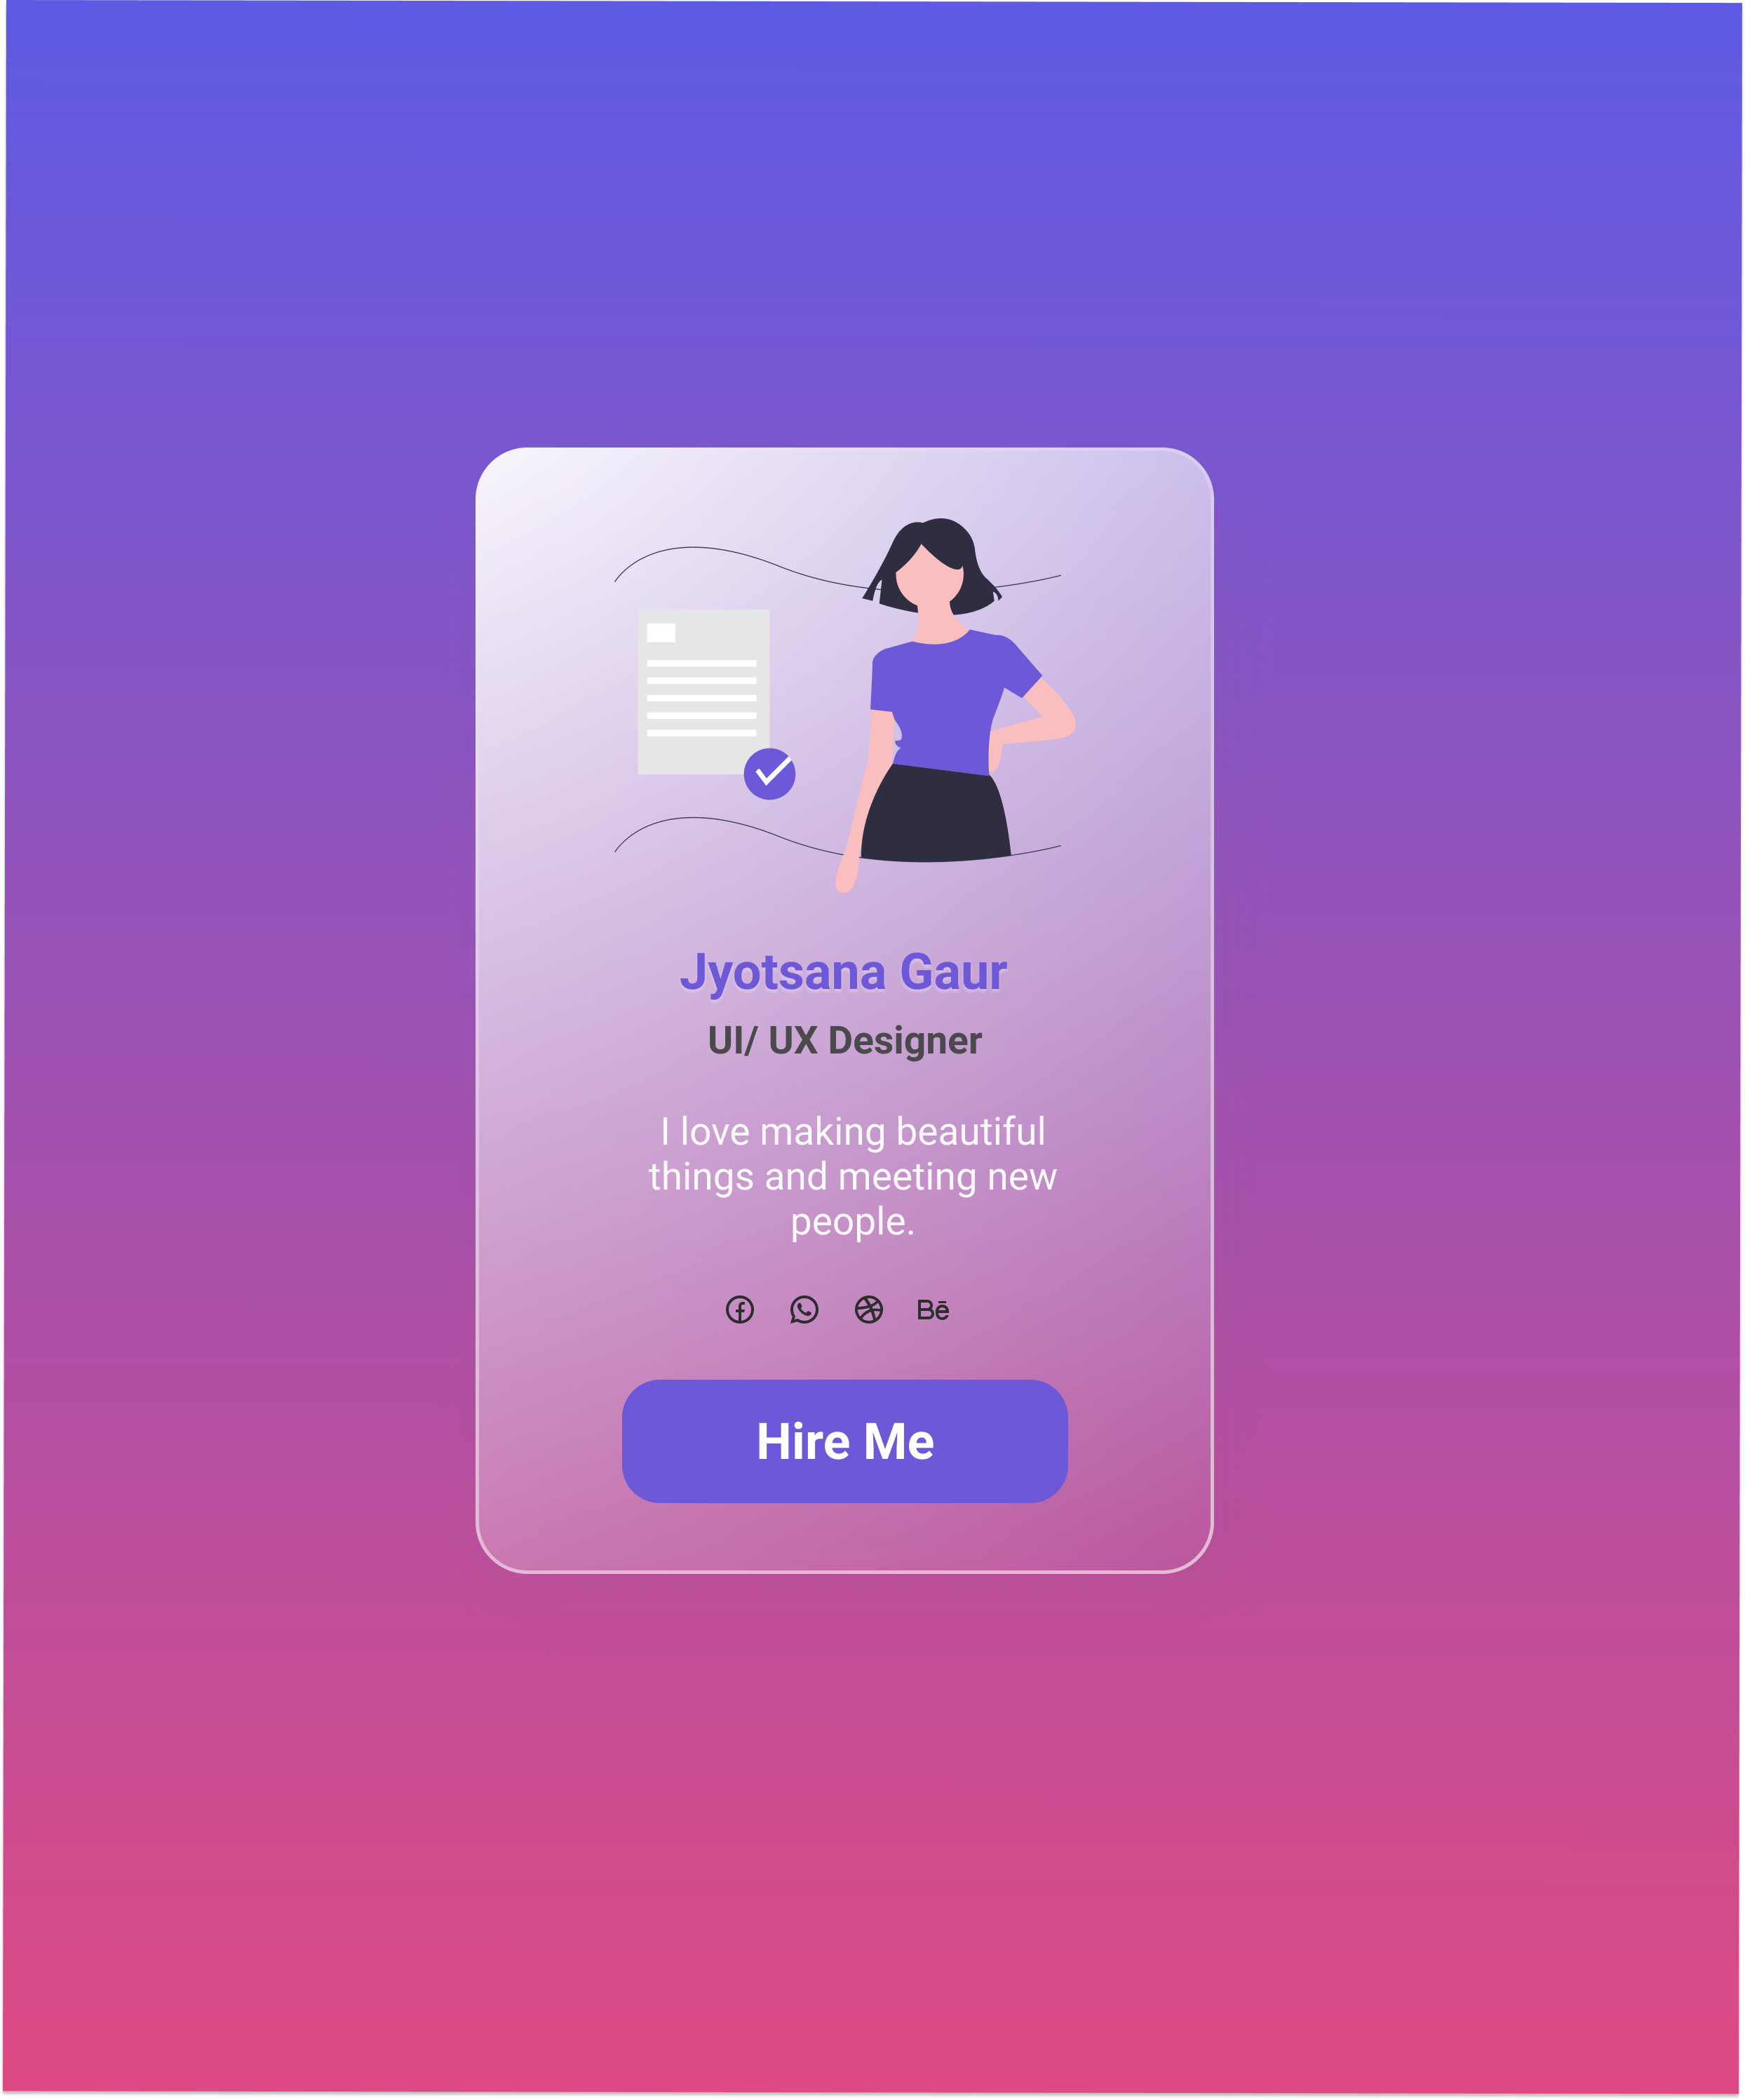 Jyotsana Gaur
UI/ UX Designer
I love making beautiful
things and meeting new
people.
Bē
Hire Me